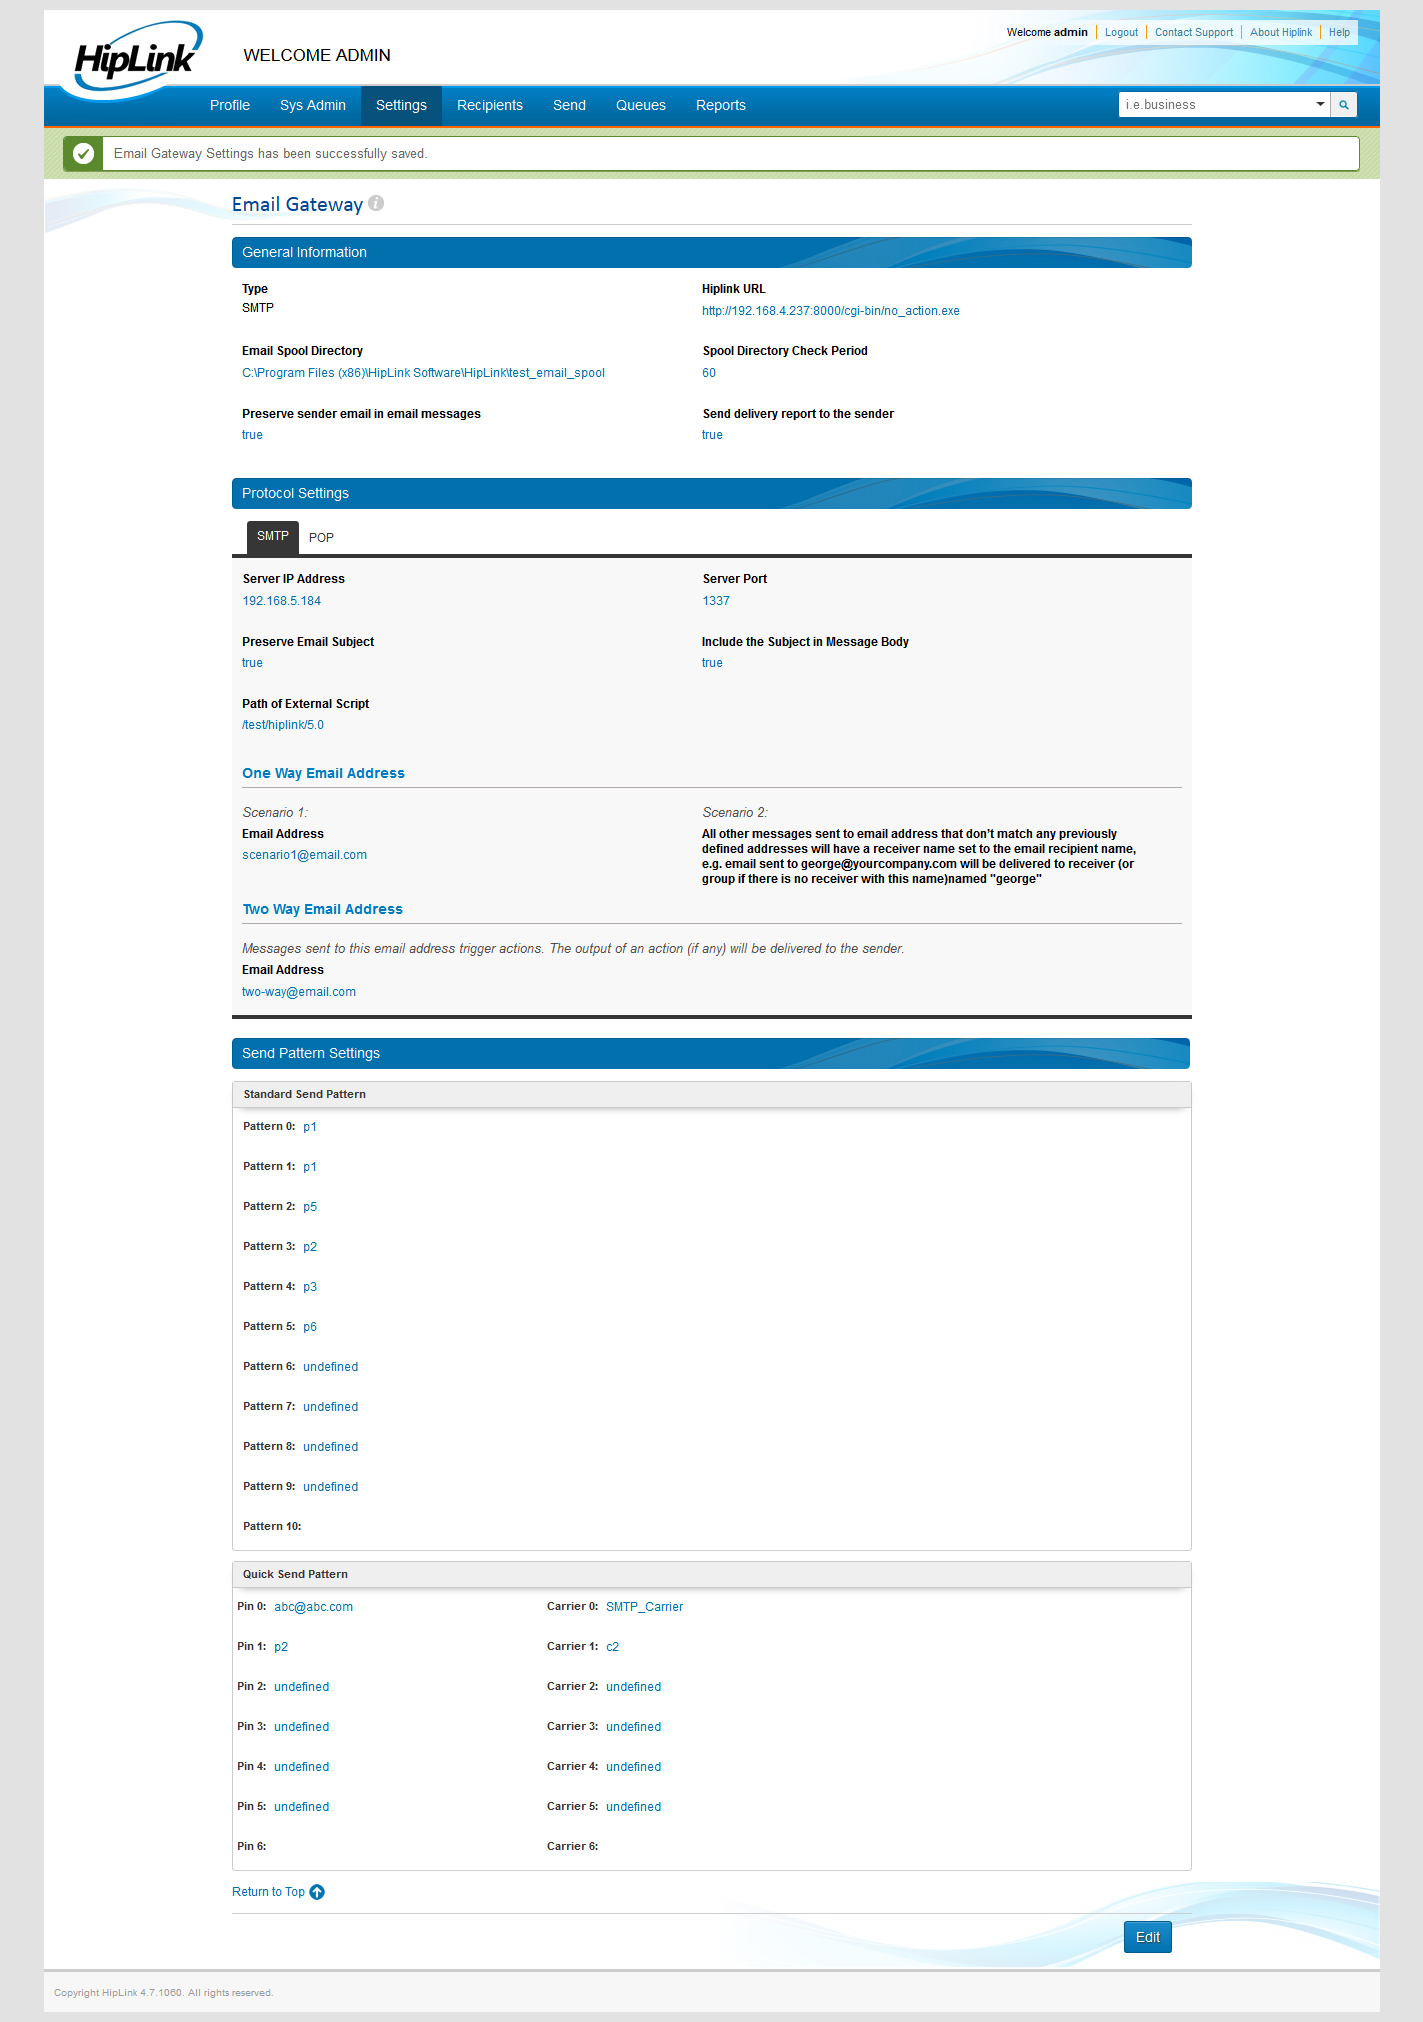 HipLink
WELCOME ADMIN
Welcome admin Logout Contact Support About Hiplink Help
Profile Sys Admin Settings Recipients Send Queues Reports
i.e.business
Email Gateway Settings has been successfully saved.
Email Gateway i
General Information
Type Hiplink URL
SMTP http://192.168.4.237:8000/cgi-bin/no_action.exe
Email Spool Directory Spool Directory Check Period
C:\Program Files (x86)\HipLink Software\HipLink\test_email_spool 60
Preserve sender email in email messages Send delivery report to the sender
true true
Protocol Settings
SMTP POP
Server IP Address Server Port
192.168.5.184 1337
Preserve Email Subject Include the Subject in Message Body
true true
Path of External Script
/test/hiplink/5.0
One Way Email Address
Scenario 1: Scenario 2:
Email Address
scenario1@email.com
All other messages sent to email address that don't match any previously
defined addresses will have a receiver name set to the email recipient name,
e.g. email sent to george@yourcompany.com will be delivered to receiver (or
group if there is no receiver with this name)named "george"
Two Way Email Address
Messages sent to this email address trigger actions. The output of an action (if any) will be delivered to the sender.
Email Address
two-way@email.com
Send Pattern Settings
Standard Send Pattern
Pattern 0: p1
Pattern 1: p1
Pattern 2: p5
Pattern 3: p2
Pattern 4: p3
Pattern 5: p6
Pattern 6: undefined
Pattern 7: undefined
Pattern 8: undefined
Pattern 9: undefined
Pattern 10:
Quick Send Pattern
Pin 0: abc@abc.com Carrier 0: SMTP_Carrier
Pin 1: p2 Carrier 1: c2
Pin 2: undefined Carrier 2: undefined
Pin 3: undefined Carrier 3: undefined
Pin 4: undefined Carrier 4: undefined
Pin 5: undefined Carrier 5: undefined
Pin 6: Carrier 6:
Return to Top
Edit
Copyright HipLink 4.7.1060. All rights reserved.